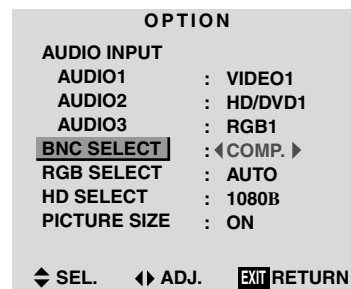 OPTION
AUDIO INPUT
AUDIO1 : VIDEO1
AUDIO2 : HD/DVD1
AUDIO3 : RGB1
BNC SELECT : ◀ COMP. ▶
RGB SELECT : AUTO
HD SELECT : 1080B
PICTURE SIZE : ON
▲▼ SEL. ◀▶ ADJ. EXIT RETURN